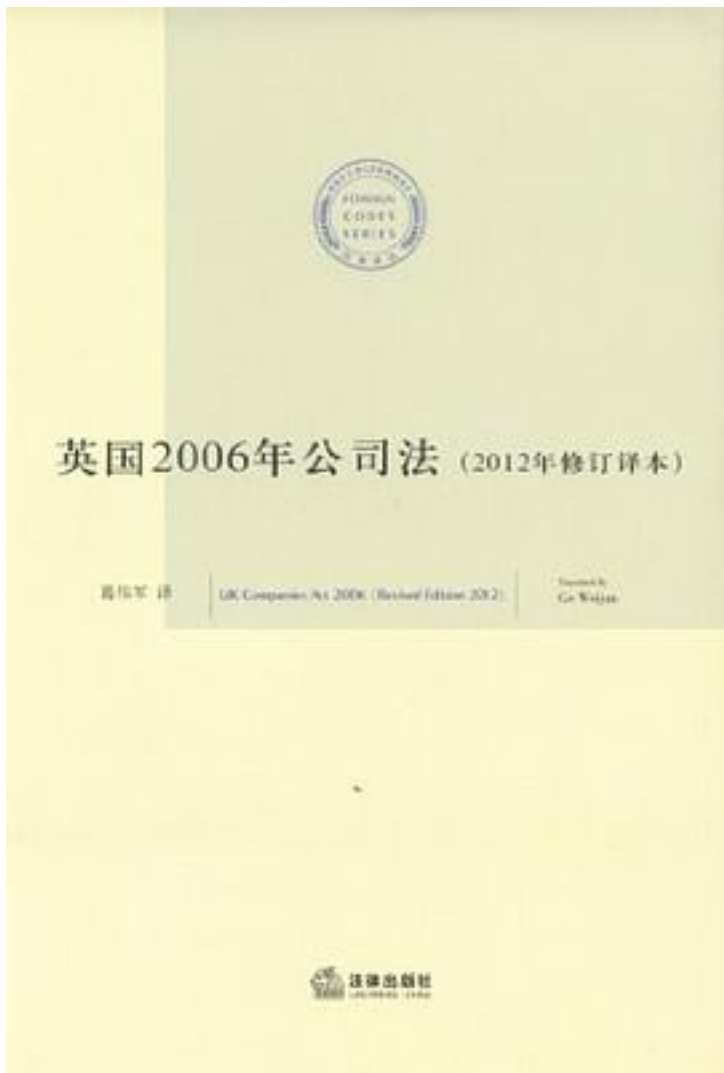 FOREIGN
CODES
SERIES
英国2006年公司法(2012年修订译本)
葛伟军 译
UK Companies Act 2006 (Revised Edition 2012)
Translated by
Ge Weijun
法律出版社